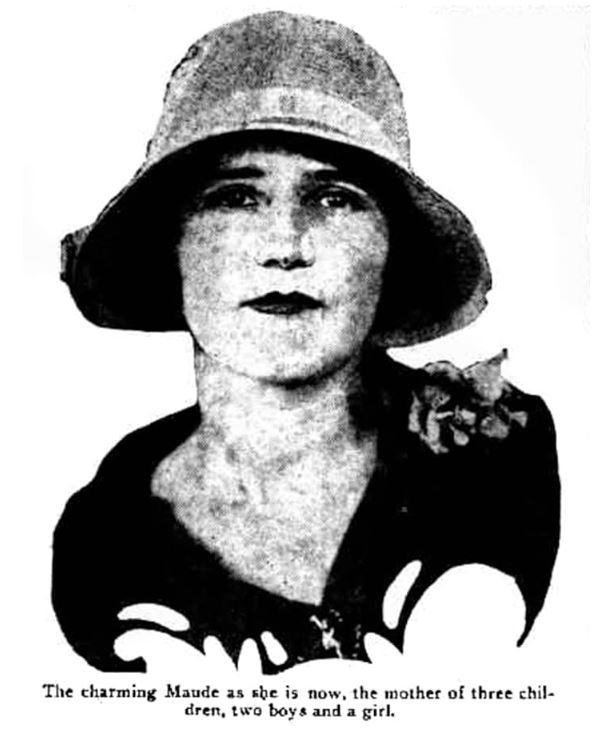 The charming Maude as she is now, the mother of three chil-
dren, two boys and a girl.